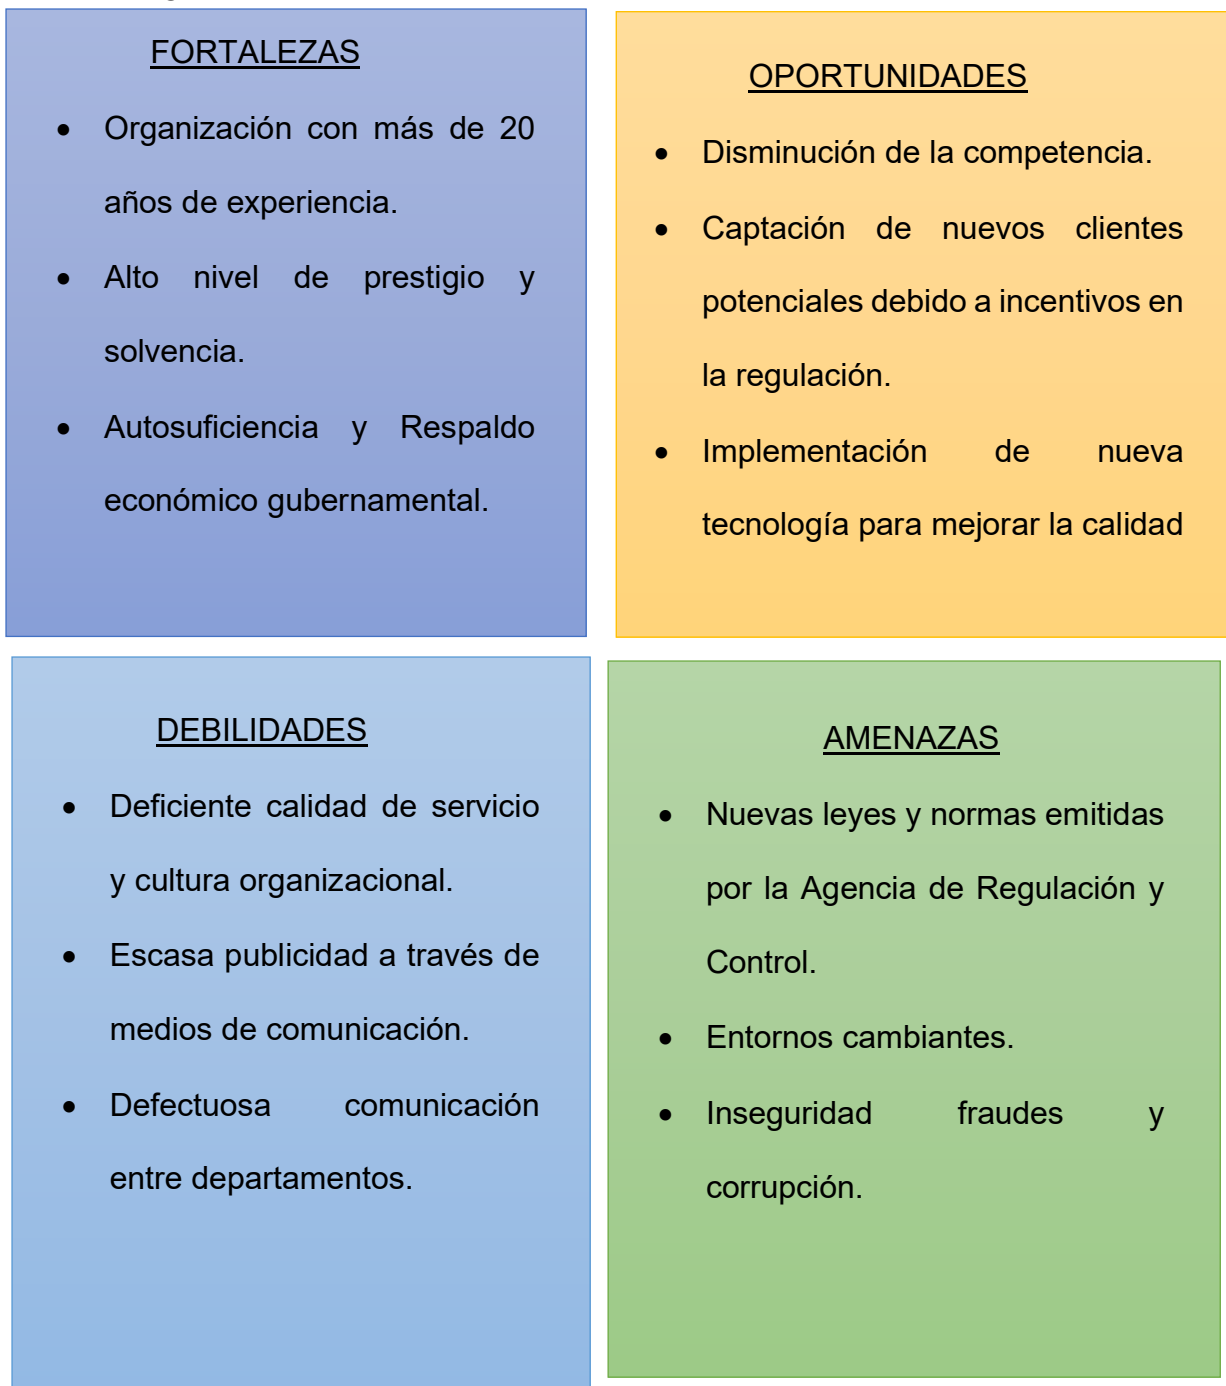 FORTALEZAS
• Organización con más de 20
años de experiencia.
• Alto nivel de prestigio y
solvencia.
• Autosuficiencia y Respaldo
económico gubernamental.
OPORTUNIDADES
• Disminución de la competencia.
• Captación de nuevos clientes
potenciales debido a incentivos en
la regulación.
• Implementación de nueva
tecnología para mejorar la calidad
DEBILIDADES
• Deficiente calidad de servicio
y cultura organizacional.
• Escasa publicidad a través de
medios de comunicación.
• Defectuosa comunicación
entre departamentos.
AMENAZAS
• Nuevas leyes y normas emitidas
por la Agencia de Regulación y
Control.
• Entornos cambiantes.
• Inseguridad fraudes y
corrupción.